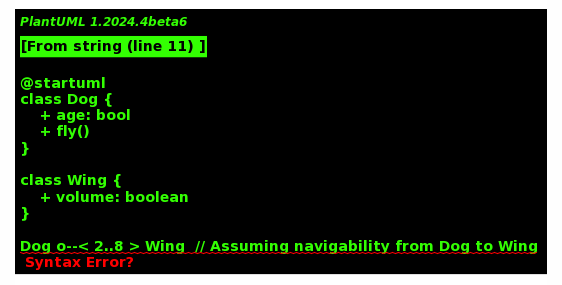 PlantUML 1.2024.4beta6
[From string (line 11) ]
@startuml
class Dog {
+ age: bool
+ fly()
}
class Wing {
+ volume: boolean
}
Dog o--< 2..8 > Wing  // Assuming navigability from Dog to Wing
Syntax Error?